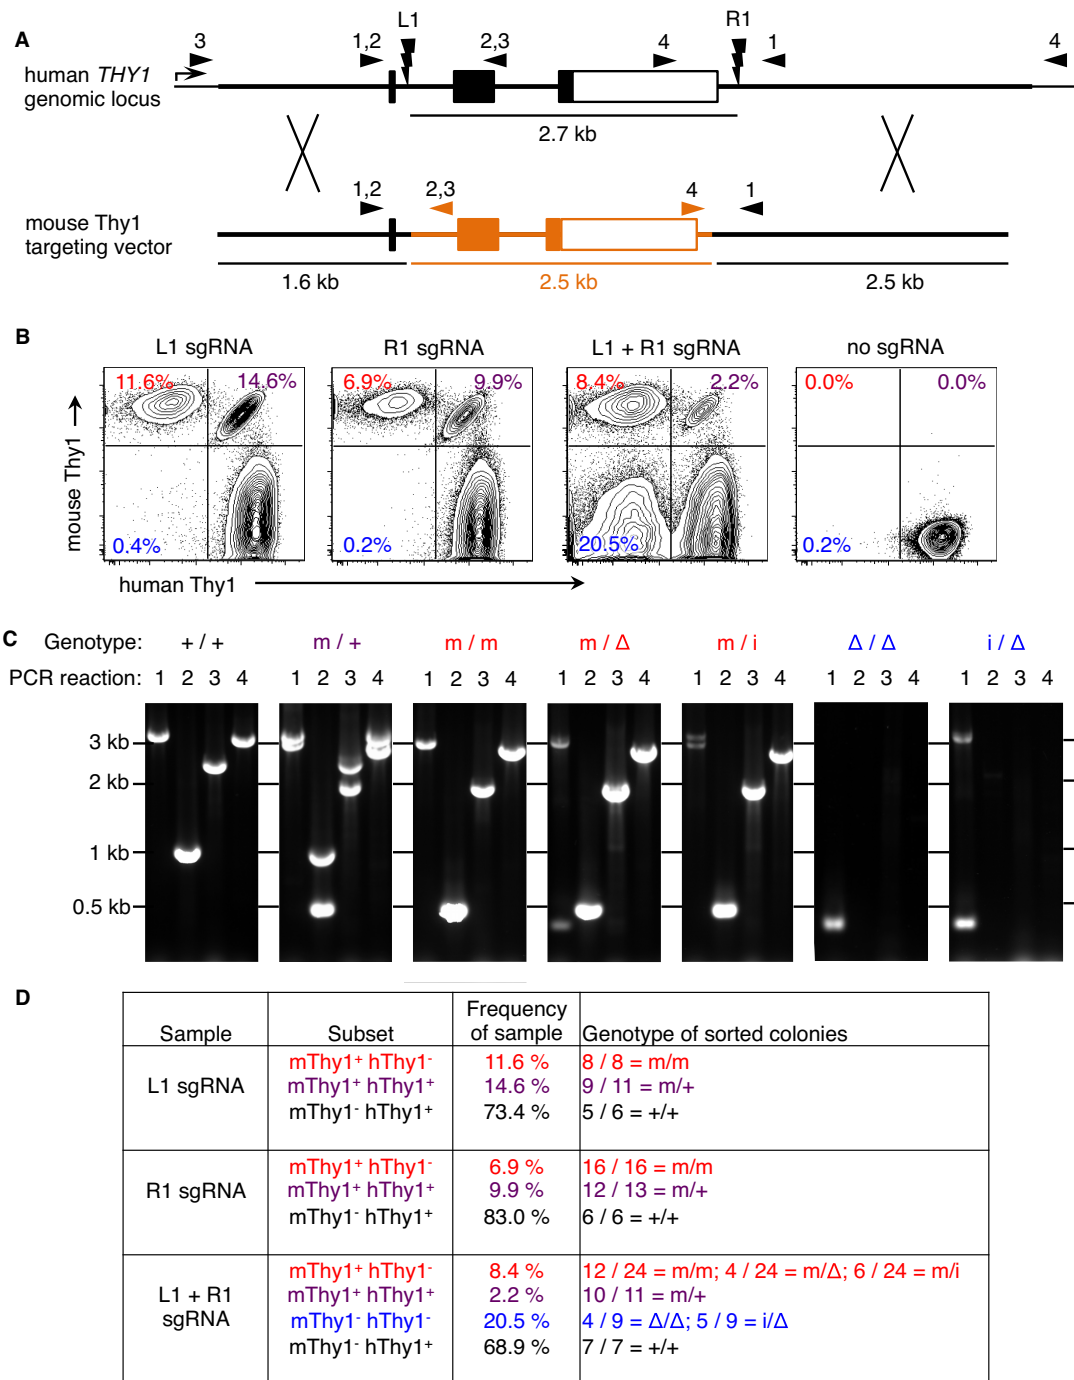 A
L1
R1
3
1,2
2,3
4
1
4
human THY1
genomic locus
2.7 kb
1,2
2,3
4
1
mouse Thy1
targeting vector
1.6 kb
2.5 kb
2.5 kb
B
L1 sgRNA
R1 sgRNA
L1 + R1 sgRNA
no sgRNA
11.6%
14.6%
6.9%
9.9%
8.4%
2.2%
0.0%
0.0%
mouse Thy1
0.4%
0.2%
20.5%
0.2%
human Thy1
C
Genotype: + / + m / + m / m m / Δ m / i Δ / Δ i / Δ
PCR reaction: 1 2 3 4 1 2 3 4 1 2 3 4 1 2 3 4 1 2 3 4 1 2 3 4 1 2 3 4
3 kb
2 kb
1 kb
0.5 kb
D
Sample Subset Frequency of sample Genotype of sorted colonies
L1 sgRNA
mThy1⁺ hThy1⁻ 11.6 % 8 / 8 = m/m
mThy1⁺ hThy1⁺ 14.6 % 9 / 11 = m/+
mThy1⁻ hThy1⁺ 73.4 % 5 / 6 = +/+
R1 sgRNA
mThy1⁺ hThy1⁻ 6.9 % 16 / 16 = m/m
mThy1⁺ hThy1⁺ 9.9 % 12 / 13 = m/+
mThy1⁻ hThy1⁺ 83.0 % 6 / 6 = +/+
L1 + R1
sgRNA
mThy1⁺ hThy1⁻ 8.4 % 12 / 24 = m/m; 4 / 24 = m/Δ; 6 / 24 = m/i
mThy1⁺ hThy1⁺ 2.2 % 10 / 11 = m/+
mThy1⁻ hThy1⁻ 20.5 % 4 / 9 = Δ/Δ; 5 / 9 = i/Δ
mThy1⁻ hThy1⁺ 68.9 % 7 / 7 = +/+